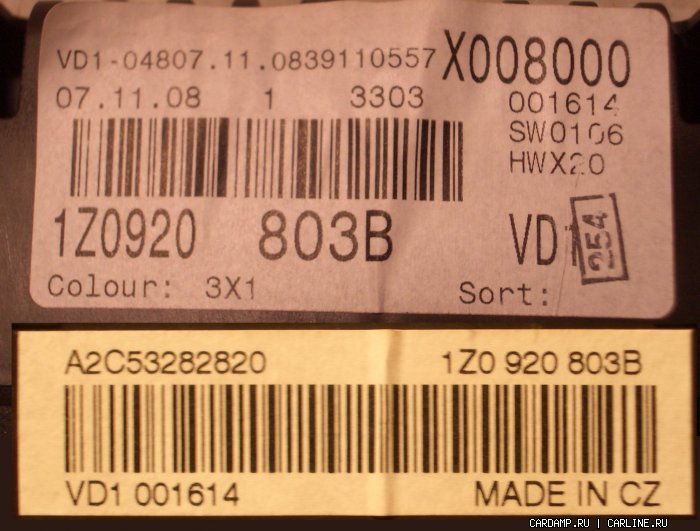 VD1-04807.11.0839110557 X008000
07.11.08 1 3303 001614
SW0106
HWX20
1Z0920 803B VD
254
Colour: 3X1 Sort:
A2C53282820 1Z0 920 803B
VD1 001614 MADE IN CZ
CARDAMP.RU | CARLINE.RU